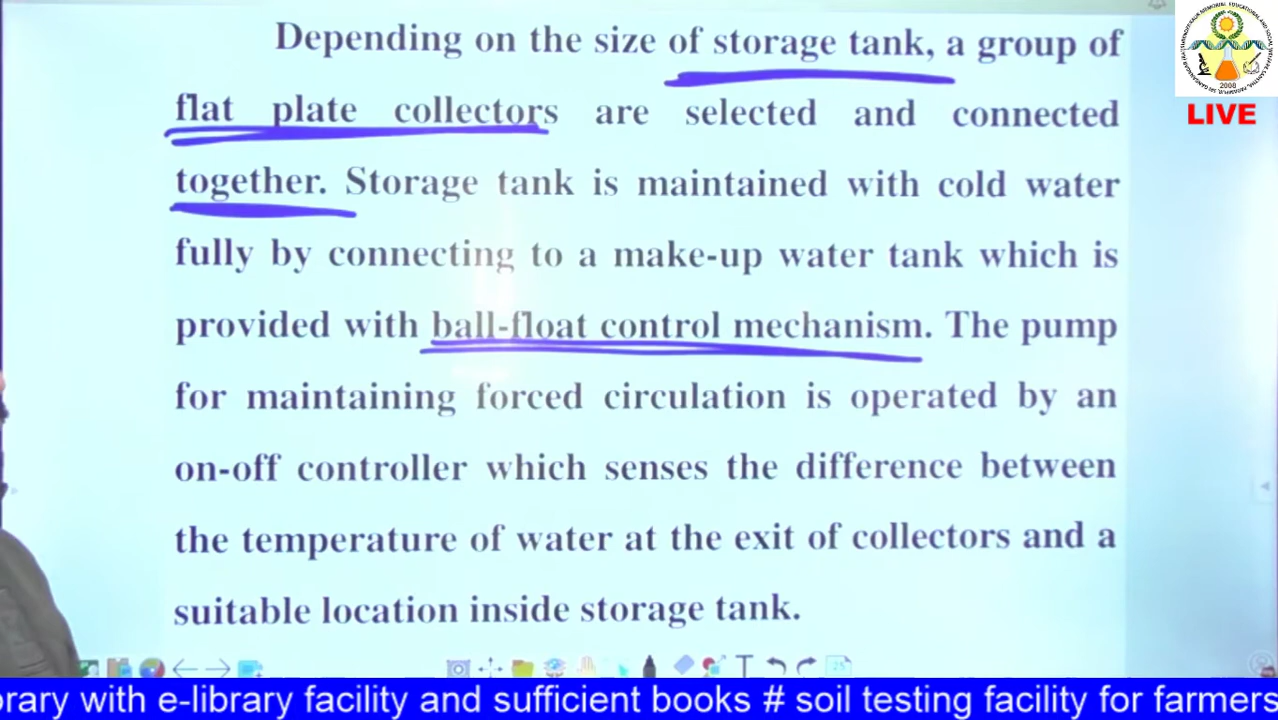 Depending on the size of storage tank, a group of
flat plate collectors are selected and connected
together. Storage tank is maintained with cold water
fully by connecting to a make-up water tank which is
provided with ball-float control mechanism. The pump
for maintaining forced circulation is operated by an
on-off controller which senses the difference between
the temperature of water at the exit of collectors and a
suitable location inside storage tank.
2008
LIVE
25
rary with e-library facility and sufficient books # soil testing facility for farmers